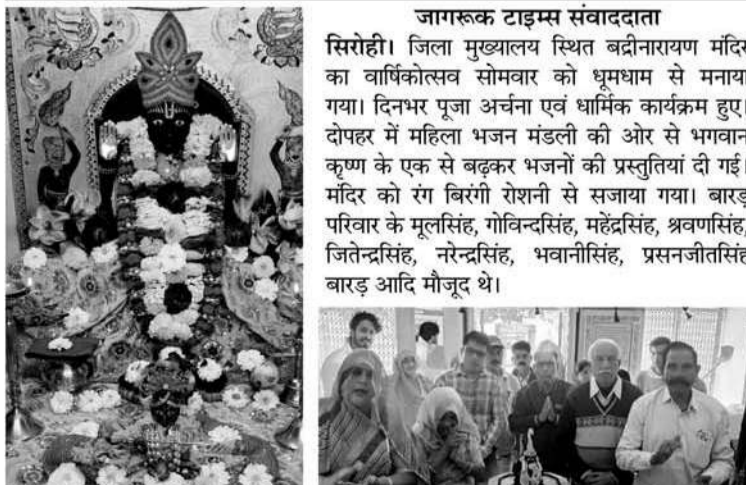 जागरूक टाइम्स संवाददाता
सिरोही। जिला मुख्यालय स्थित बद्रीनारायण मंदिर
का वार्षिकोत्सव सोमवार को धूमधाम से मनाया
गया। दिनभर पूजा अर्चना एवं धार्मिक कार्यक्रम हुए।
दोपहर में महिला भजन मंडली की ओर से भगवान
कृष्ण के एक से बढ़कर भजनों की प्रस्तुतियां दी गई।
मंदिर को रंग बिरंगी रोशनी से सजाया गया। बारड़
परिवार के मूलसिंह, गोविन्दसिंह, महेंद्रसिंह, श्रवणसिंह,
जितेन्द्रसिंह, नरेन्द्रसिंह, भवानीसिंह, प्रसनजीतसिंह
बारड़ आदि मौजूद थे।